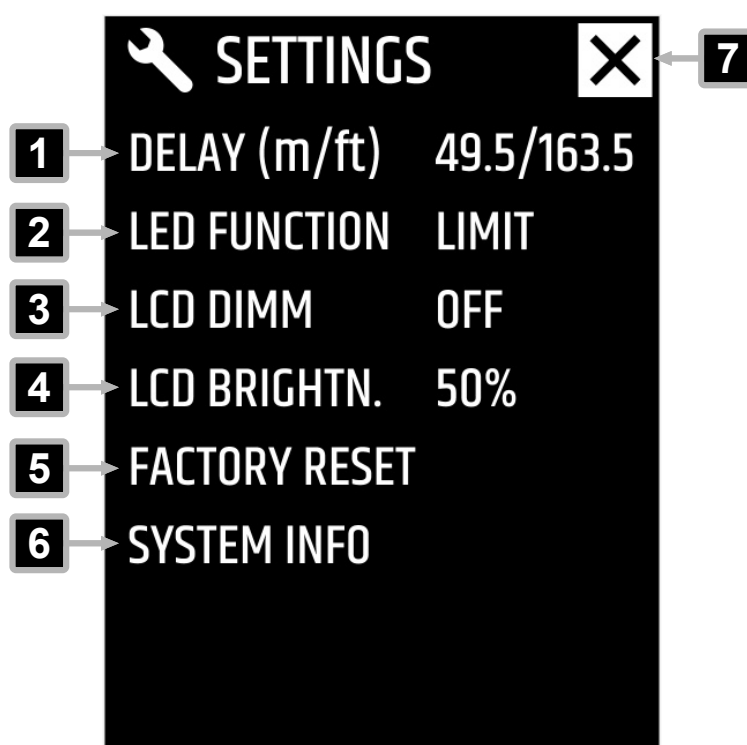 SETTINGS 7
1 DELAY (m/ft) 49.5/163.5
2 LED FUNCTION LIMIT
3 LCD DIMM OFF
4 LCD BRIGHTN. 50%
5 FACTORY RESET
6 SYSTEM INFO